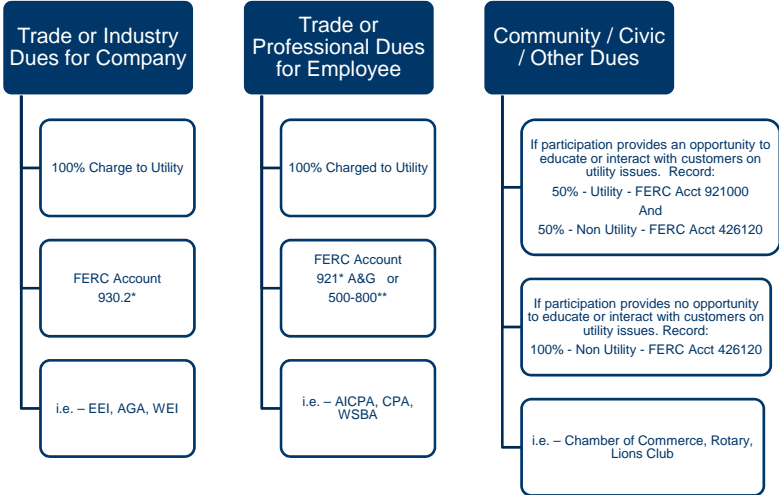 Trade or Industry
Dues for Company
100% Charge to Utility
FERC Account
930.2*
i.e. – EEI, AGA, WEI
Trade or
Professional Dues
for Employee
100% Charged to Utility
FERC Account
921* A&G or
500-800**
i.e. – AICPA, CPA,
WSBA
Community / Civic
/ Other Dues
If participation provides an opportunity to
educate or interact with customers on
utility issues. Record:
50% - Utility - FERC Acct 921000
And
50% - Non Utility - FERC Acct 426120
If participation provides no opportunity
to educate or interact with customers on
utility issues. Record:
100% - Non Utility - FERC Acct 426120
i.e. – Chamber of Commerce, Rotary,
Lions Club